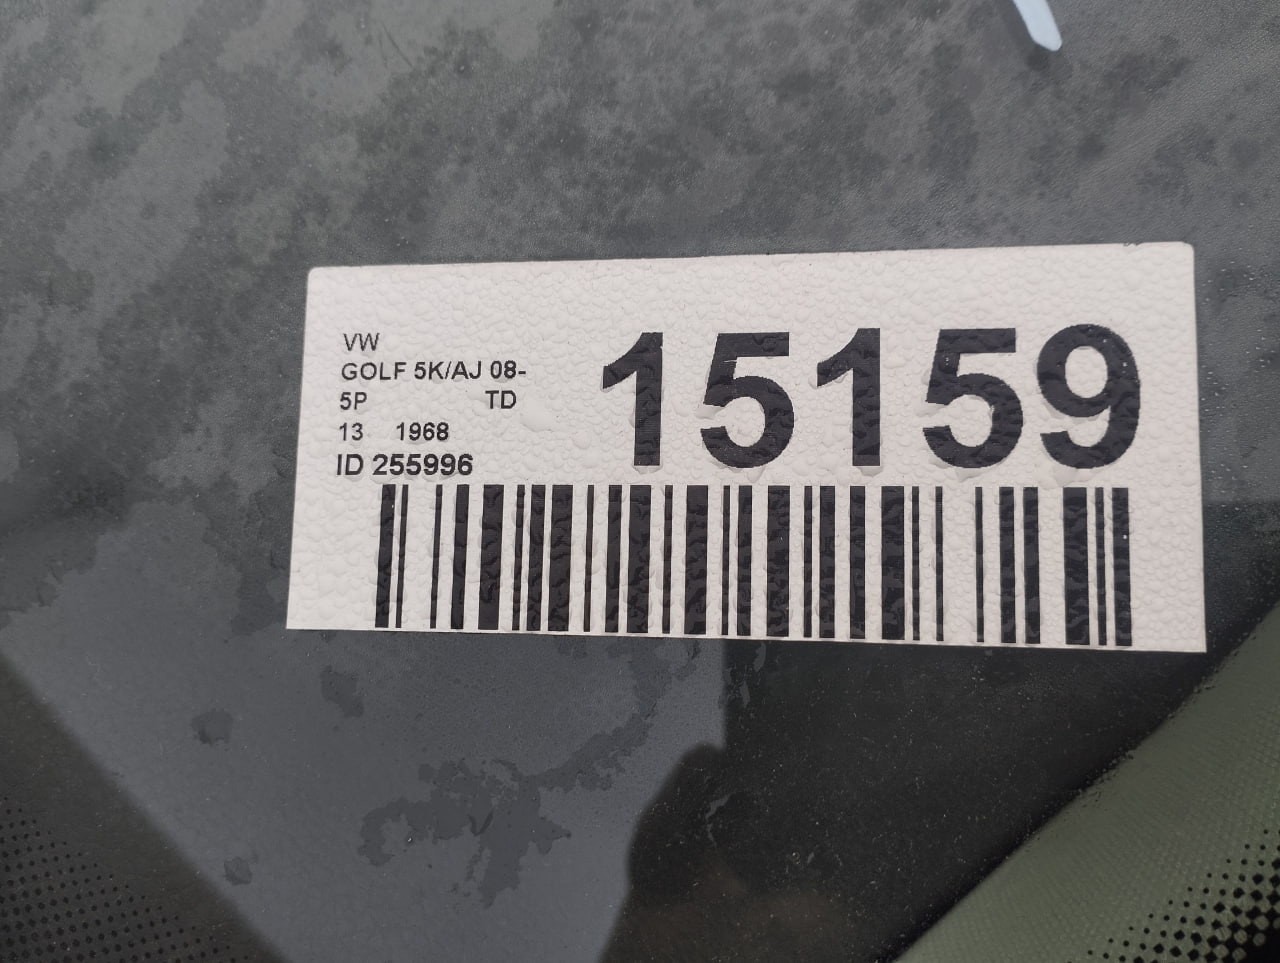 VW
GOLF 5K/AJ 08-
5P TD
13 1968
ID 255996
15159